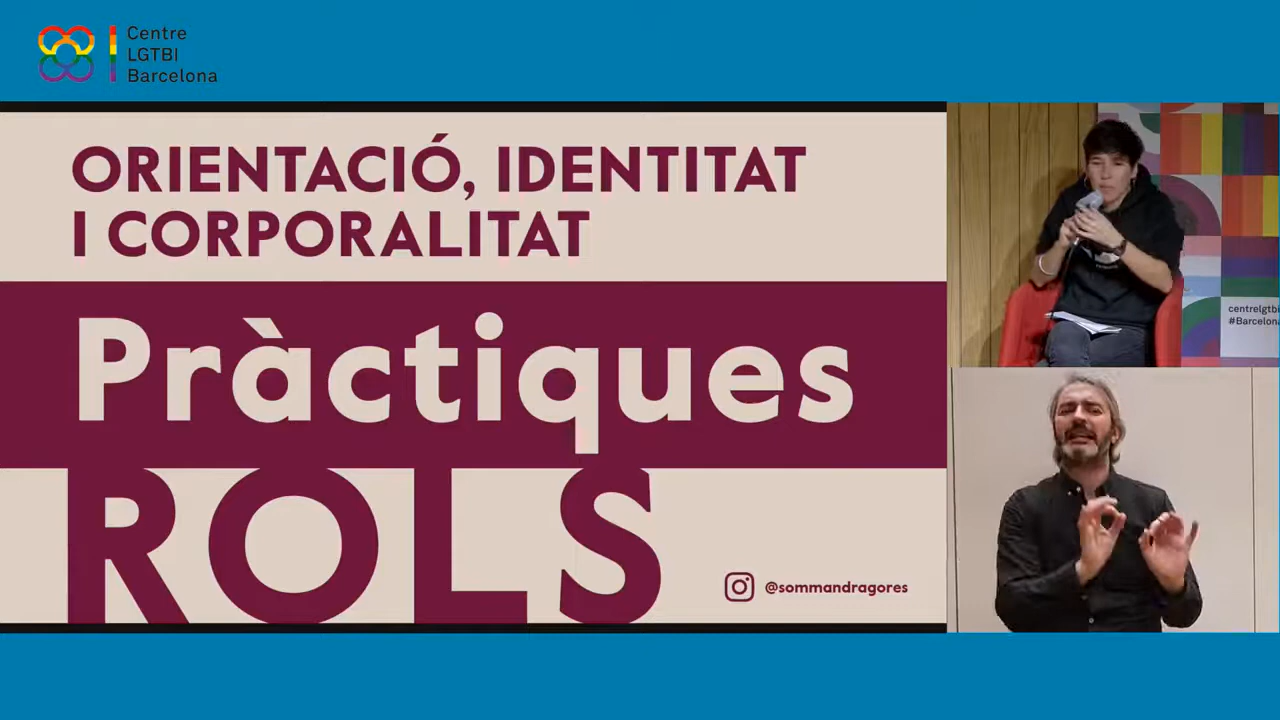 Centre
LGTBI
Barcelona
ORIENTACIÓ, IDENTITAT
I CORPORALITAT
Pràctiques
ROLS
@sommandragores
centrelgtbi
#Barcelona